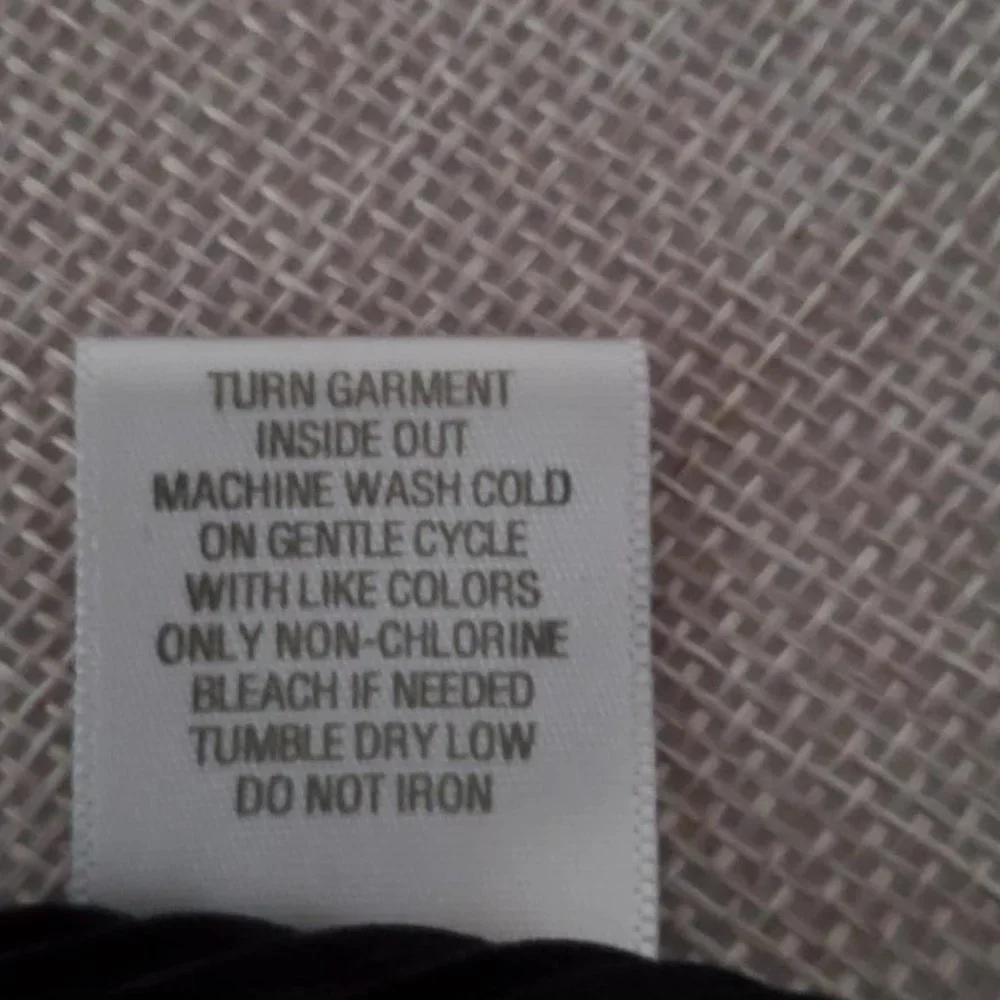 TURN GARMENT
INSIDE OUT
MACHINE WASH COLD
ON GENTLE CYCLE
WITH LIKE COLORS
ONLY NON-CHLORINE
BLEACH IF NEEDED
TUMBLE DRY LOW
DO NOT IRON